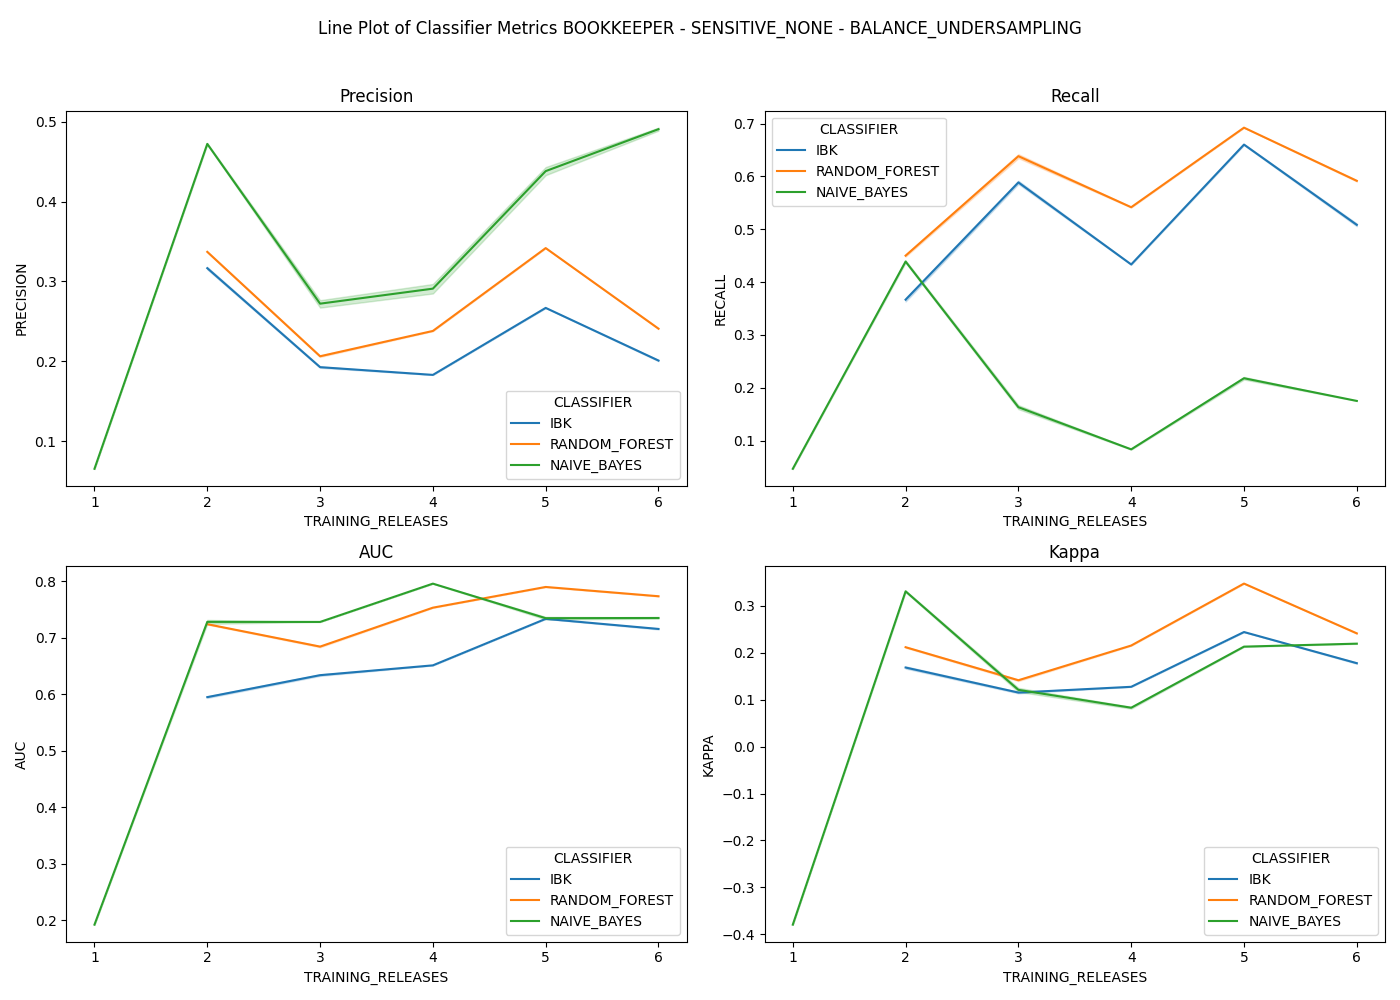 Line Plot of Classifier Metrics BOOKKEEPER - SENSITIVE_NONE - BALANCE_UNDERSAMPLING
Precision
PRECISION
0.5
0.4
0.3
0.2
0.1
1 2 3 4 5 6
TRAINING_RELEASES
CLASSIFIER
IBK
RANDOM_FOREST
NAIVE_BAYES
Recall
RECALL
0.7
0.6
0.5
0.4
0.3
0.2
0.1
1 2 3 4 5 6
TRAINING_RELEASES
CLASSIFIER
IBK
RANDOM_FOREST
NAIVE_BAYES
AUC
AUC
0.8
0.7
0.6
0.5
0.4
0.3
0.2
1 2 3 4 5 6
TRAINING_RELEASES
CLASSIFIER
IBK
RANDOM_FOREST
NAIVE_BAYES
Kappa
KAPPA
0.3
0.2
0.1
0.0
−0.1
−0.2
−0.3
−0.4
1 2 3 4 5 6
TRAINING_RELEASES
CLASSIFIER
IBK
RANDOM_FOREST
NAIVE_BAYES